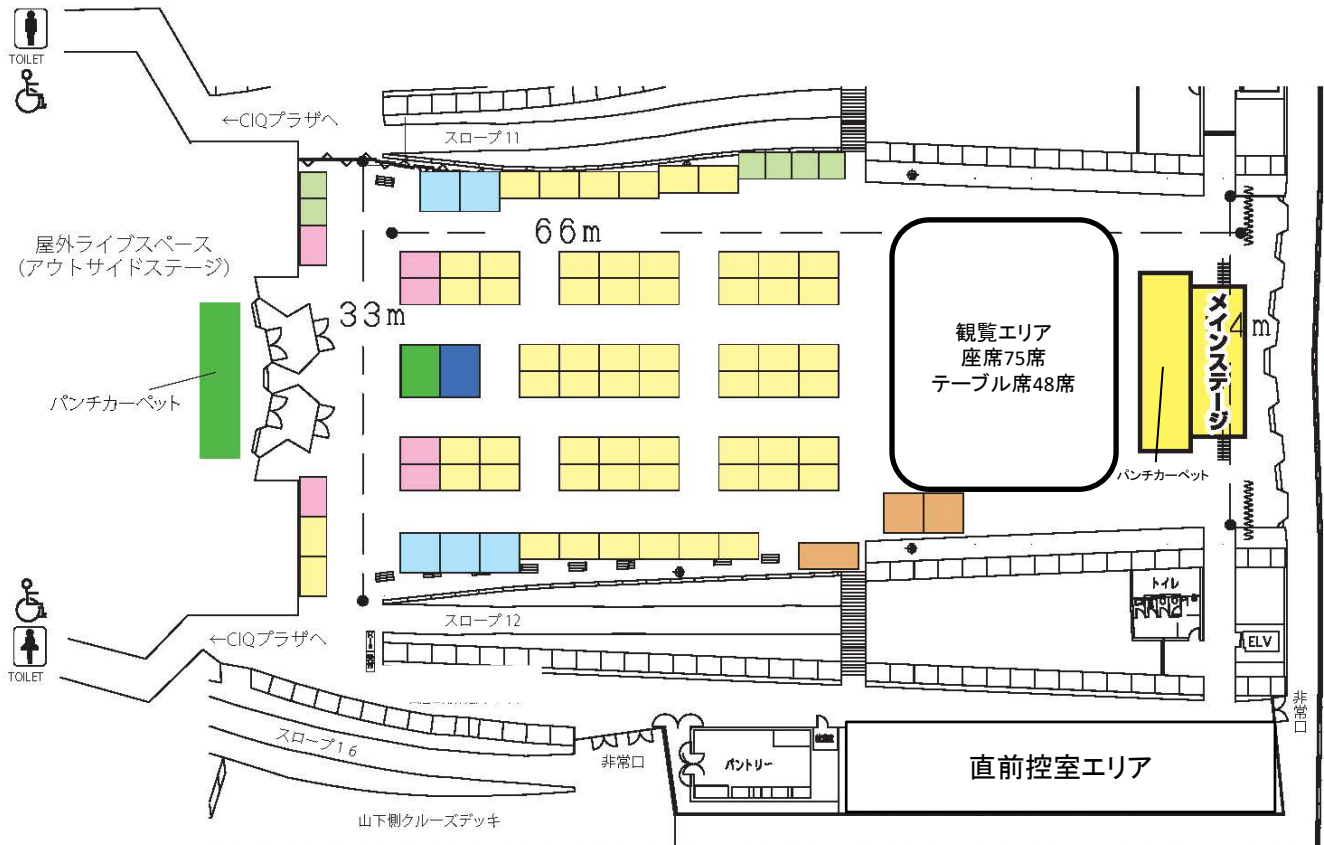 TOILET
←CIQプラザへ
スロープ11
屋外ライブスペース
(アウトサイドステージ)
66m
33m
観覧エリア
座席75席
テーブル席48席
メインステージ
4m
パンチカーペット
パンチカーペット
トイレ
スロープ12
←CIQプラザへ
TOILET
ELV
非常口
スロープ16
非常口
パントリー
直前控室エリア
山下側クルーズデッキ